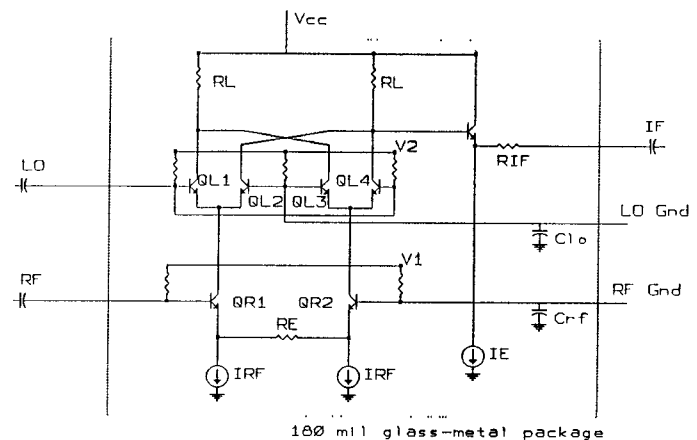 Vcc
RL
RL
IF
RIF
V2
LO
QL1
QL2
QL3
QL4
LO Gnd
Clo
V1
RF
QR1
QR2
RF Gnd
Crf
RE
IE
IRF
IRF
180 mil glass-metal package